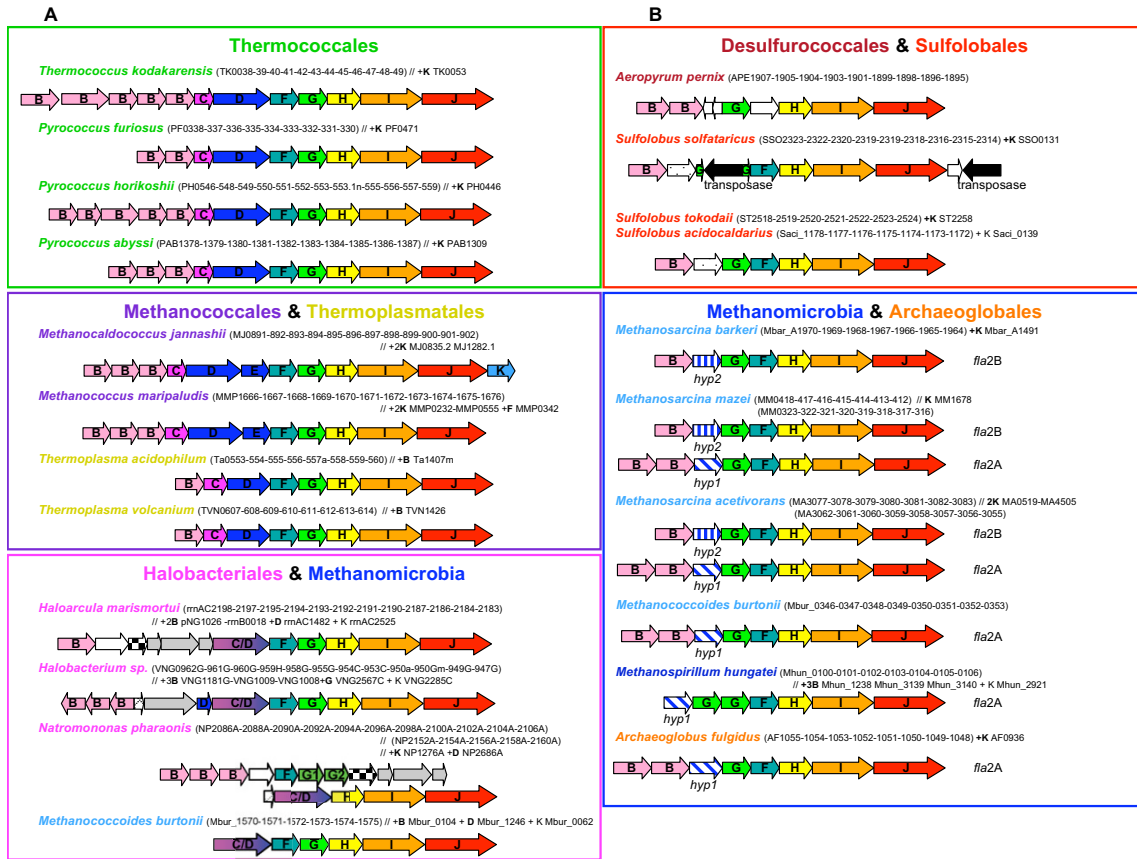 A
Thermococcales
Thermococcus kodakarensis (TK0038-39-40-41-42-43-44-45-46-47-48-49) // +K TK0053
B B B B B C D F G H I J
Pyrococcus furiosus (PF0338-337-336-335-334-333-332-331-330) // +K PF0471
B B C D F G H I J
Pyrococcus horikoshii (PH0546-548-549-550-551-552-553-553.1n-555-556-557-559) // +K PH0446
B B B B B C D F G H I J
Pyrococcus abyssi (PAB1378-1379-1380-1381-1382-1383-1384-1385-1386-1387) // +K PAB1309
B B B C D F G H I J
Methanococcales & Thermoplasmatales
Methanocaldococcus jannashii (MJ0891-892-893-894-895-896-897-898-899-900-901-902)
// +2K MJ0835.2 MJ1282.1
B B B C D E F G H I J K
Methanococcus maripaludis (MMP1666-1667-1668-1669-1670-1671-1672-1673-1674-1675-1676)
// +2K MMP0232-MMP0555 +F MMP0342
B B B C D E F G H I J
Thermoplasma acidophilum (Ta0553-554-555-556-557a-558-559-560) // +B Ta1407m
B C D F G H I J
Thermoplasma volcanium (TVN0607-608-609-610-611-612-613-614) // +B TVN1426
B C D F G H I J
Halobacteriales & Methanomicrobia
Haloarcula marismortui (rrnAC2198-2197-2195-2194-2193-2192-2191-2190-2187-2186-2184-2183)
// +2B pNG1026 -rrnB0018 +D rrnAC1482 + K rrnAC2525
B C/D F G H I J
Halobacterium sp. (VNG0962G-961G-960G-959H-958G-955G-954C-953C-950a-950Gm-949G-947G)
// +3B VNG1181G-VNG1009-VNG1008+G VNG2567C + K VNG2285C
B B B D C/D F G H I J
Natromononas pharaonis (NP2086A-2088A-2090A-2092A-2094A-2096A-2098A-2100A-2102A-2104A-2106A)
// (NP2152A-2154A-2156A-2158A-2160A)
// +K NP1276A +D NP2686A
B B B F G1 G2
C/D H I J
Methanococcoides burtonii (Mbur_1570-1571-1572-1573-1574-1575) // +B Mbur_0104 + D Mbur_1246 + K Mbur_0062
C/D F G H I J
B
Desulfurococcales & Sulfolobales
Aeropyrum pernix (APE1907-1905-1904-1903-1901-1899-1898-1896-1895)
B B G H I J
Sulfolobus solfataricus (SSO2323-2322-2320-2319-2319-2318-2316-2315-2314) +K SSO0131
B G G F H I J
transposase transposase
Sulfolobus tokodaii (ST2518-2519-2520-2521-2522-2523-2524) +K ST2258
Sulfolobus acidocaldarius (Saci_1178-1177-1176-1175-1174-1173-1172) + K Saci_0139
B G F H I J
Methanomicrobia & Archaeoglobales
Methanosarcina barkeri (Mbar_A1970-1969-1968-1967-1966-1965-1964) +K Mbar_A1491
B G F H I J fla2B
hyp2
Methanosarcina mazei (MM0418-417-416-415-414-413-412) // K MM1678
(MM0323-322-321-320-319-318-317-316)
B G F H I J fla2B
hyp2
B B G F H I J fla2A
hyp1
Methanosarcina acetivorans (MA3077-3078-3079-3080-3081-3082-3083) // 2K MA0519-MA4505
(MA3062-3061-3060-3059-3058-3057-3056-3055)
B G F H I J fla2B
hyp2
B B G F H I J fla2A
hyp1
Methanococcoides burtonii (Mbur_0346-0347-0348-0349-0350-0351-0352-0353)
B B G F H I J fla2A
hyp1
Methanospirillum hungatei (Mhun_0100-0101-0102-0103-0104-0105-0106)
// +3B Mhun_1238 Mhun_3139 Mhun_3140 + K Mhun_2921
G G F H I J fla2A
hyp1
Archaeoglobus fulgidus (AF1055-1054-1053-1052-1051-1050-1049-1048) +K AF0936
B B G F H I J fla2A
hyp1